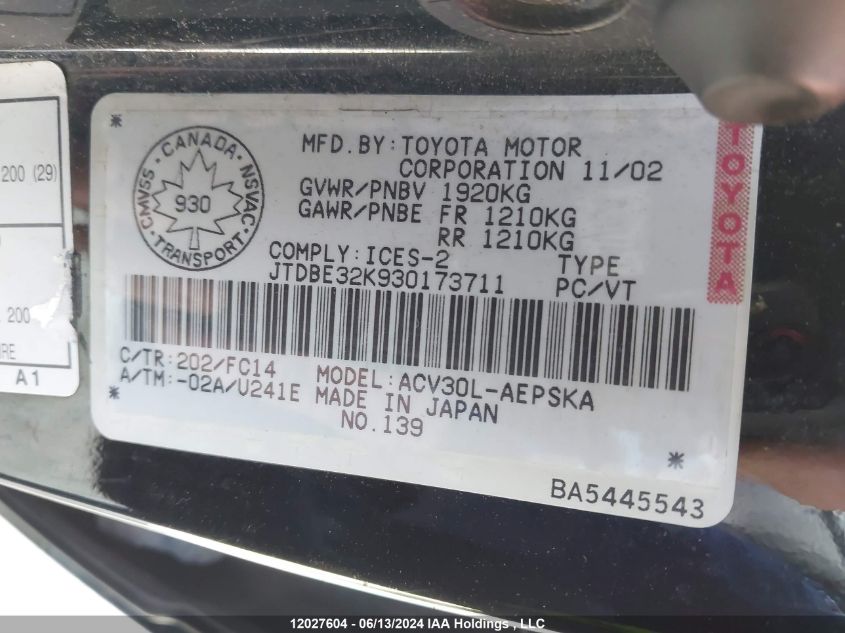 200 (29)
200
URE
A1
*
CANADA
CMVSS
NSVAC
930
TRANSPORT
MFD.BY:TOYOTA MOTOR
CORPORATION 11/02
GVWR/PNBV 1920KG
GAWR/PNBE FR 1210KG
RR 1210KG
COMPLY:ICES-2 TYPE
JTDBE32K930173711 PC/VT
C/TR:202/FC14 MODEL:ACV30L-AEPSKA
A/TM:-02A/U241E MADE IN JAPAN
NO.139
*
*
BA5445543
TOYOTA
12027604 - 06/13/2024 IAA Holdings , LLC